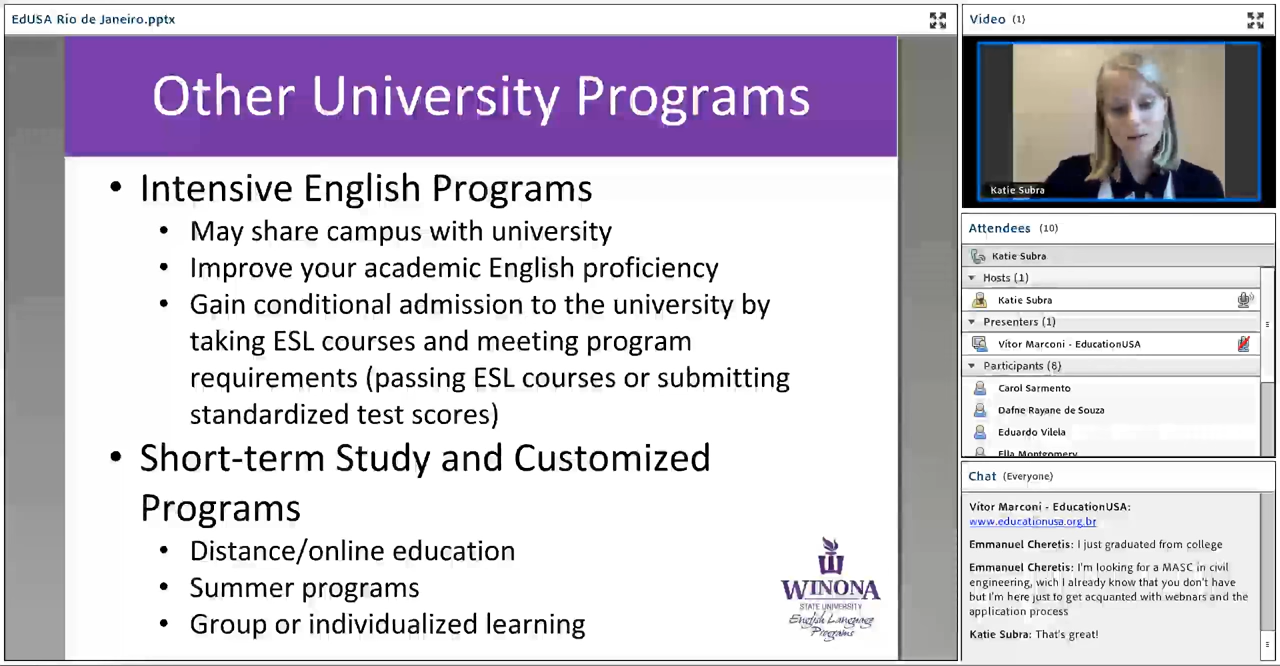 EdUSA Rio de Janeiro.pptx
Other University Programs
• Intensive English Programs
• May share campus with university
• Improve your academic English proficiency
• Gain conditional admission to the university by
taking ESL courses and meeting program
requirements (passing ESL courses or submitting
standardized test scores)
• Short-term Study and Customized
Programs
• Distance/online education
• Summer programs
• Group or individualized learning
WINONA
STATE UNIVERSITY
English Language
Programs
Video (1)
Katie Subra
Attendees (10)
Katie Subra
Hosts (1)
Katie Subra
Presenters (1)
Vitor Marconi - EducationUSA
Participants (8)
Carol Sarmento
Dafne Rayane de Souza
Eduardo Vilela
Ella Montgomery
Chat (Everyone)
Vitor Marconi - EducationUSA:
www.educationusa.org.br
Emmanuel Cheretis: I just graduated from college
Emmanuel Cheretis: I'm looking for a MASC in civil
engineering, wich I already know that you don't have
but I'm here just to get acquanted with webnars and the
application process
Katie Subra: That's great!